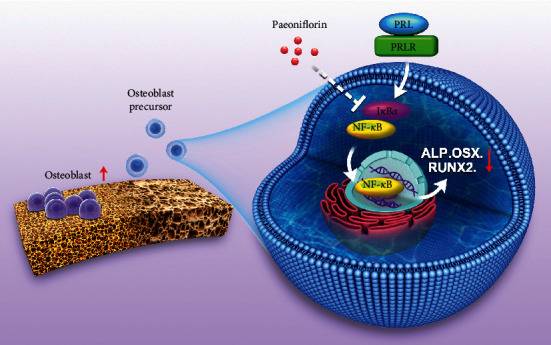 Paeoniflorin
PRL
PRLR
Osteoblast
precursor
IκBα
NF-κB
ALP.OSX.
RUNX2.
Osteoblast
NF-κB